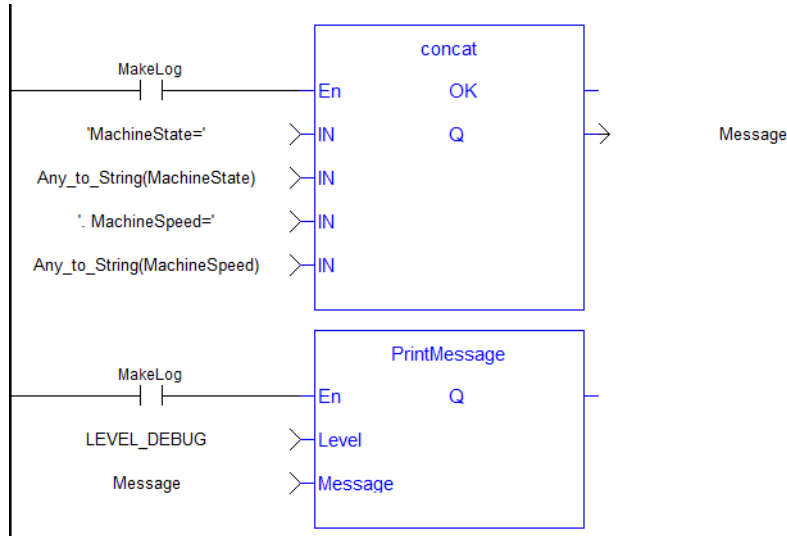 concat
MakeLog
En OK
'MachineState=' IN Q Message
Any_to_String(MachineState) IN
'. MachineSpeed=' IN
Any_to_String(MachineSpeed) IN
PrintMessage
MakeLog
En Q
LEVEL_DEBUG Level
Message Message